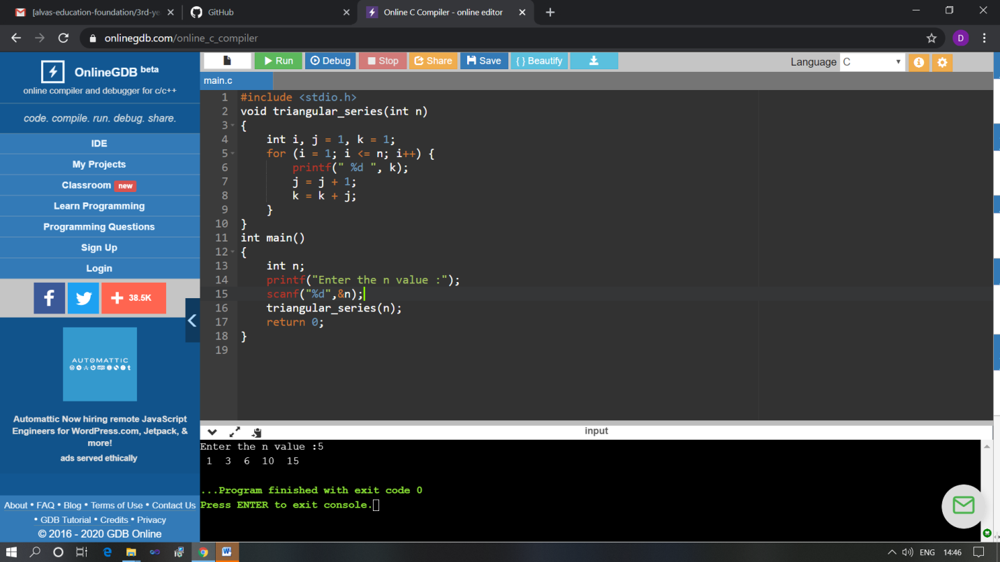 [alvas-education-foundation/3rd-ye
GitHub
Online C Compiler - online editor
onlinegdb.com/online_c_compiler
D
OnlineGDB beta
online compiler and debugger for c/c++
code. compile. run. debug. share.
IDE
My Projects
Classroom new
Learn Programming
Programming Questions
Sign Up
Login
38.5K
AUTOMATTIC
Automattic Now hiring remote JavaScript
Engineers for WordPress.com, Jetpack, &
more!
ads served ethically
About • FAQ • Blog • Terms of Use • Contact Us
• GDB Tutorial • Credits • Privacy
© 2016 - 2020 GDB Online
Run Debug Stop Share Save { } Beautify
Language C
main.c
1 #include <stdio.h>
2 void triangular_series(int n)
3 {
4 int i, j = 1, k = 1;
5 for (i = 1; i <= n; i++) {
6 printf(" %d ", k);
7 j = j + 1;
8 k = k + j;
9 }
10 }
11 int main()
12 {
13 int n;
14 printf("Enter the n value :");
15 scanf("%d",&n);
16 triangular_series(n);
17 return 0;
18 }
19
input
Enter the n value :5
1 3 6 10 15
...Program finished with exit code 0
Press ENTER to exit console.
ENG 14:46